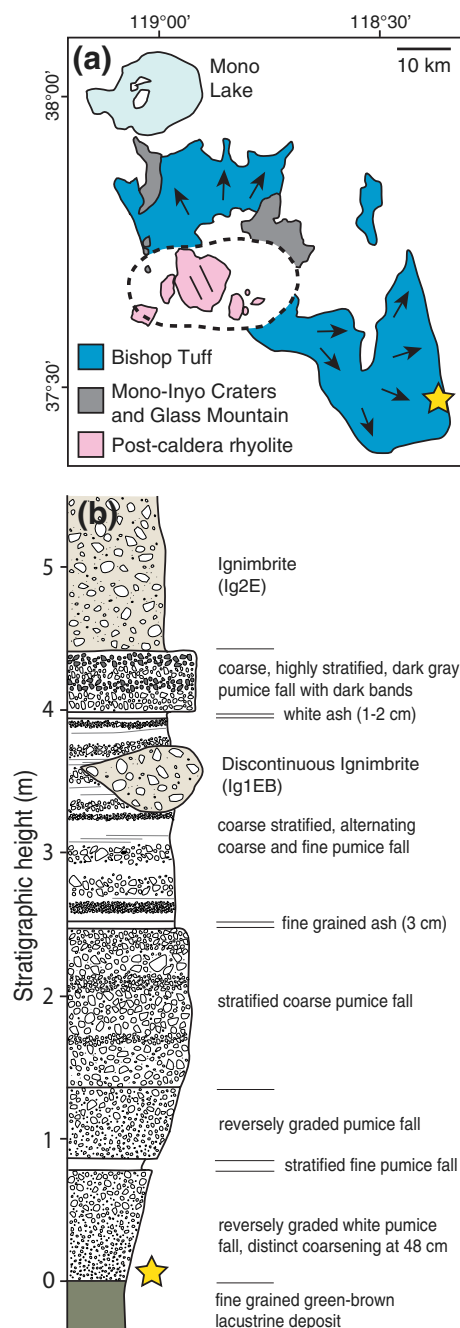 119°00’
118°30’
(a)
10 km
Mono
Lake
38°00’
37°30’
Bishop Tuff
Mono-Inyo Craters
and Glass Mountain
Post-caldera rhyolite
(b)
Stratigraphic height (m)
5
4
3
2
1
0
Ignimbrite
(Ig2E)
coarse, highly stratified, dark gray
pumice fall with dark bands
white ash (1-2 cm)
Discontinuous Ignimbrite
(Ig1EB)
coarse stratified, alternating
coarse and fine pumice fall
fine grained ash (3 cm)
stratified coarse pumice fall
reversely graded pumice fall
stratified fine pumice fall
reversely graded white pumice
fall, distinct coarsening at 48 cm
fine grained green-brown
lacustrine deposit